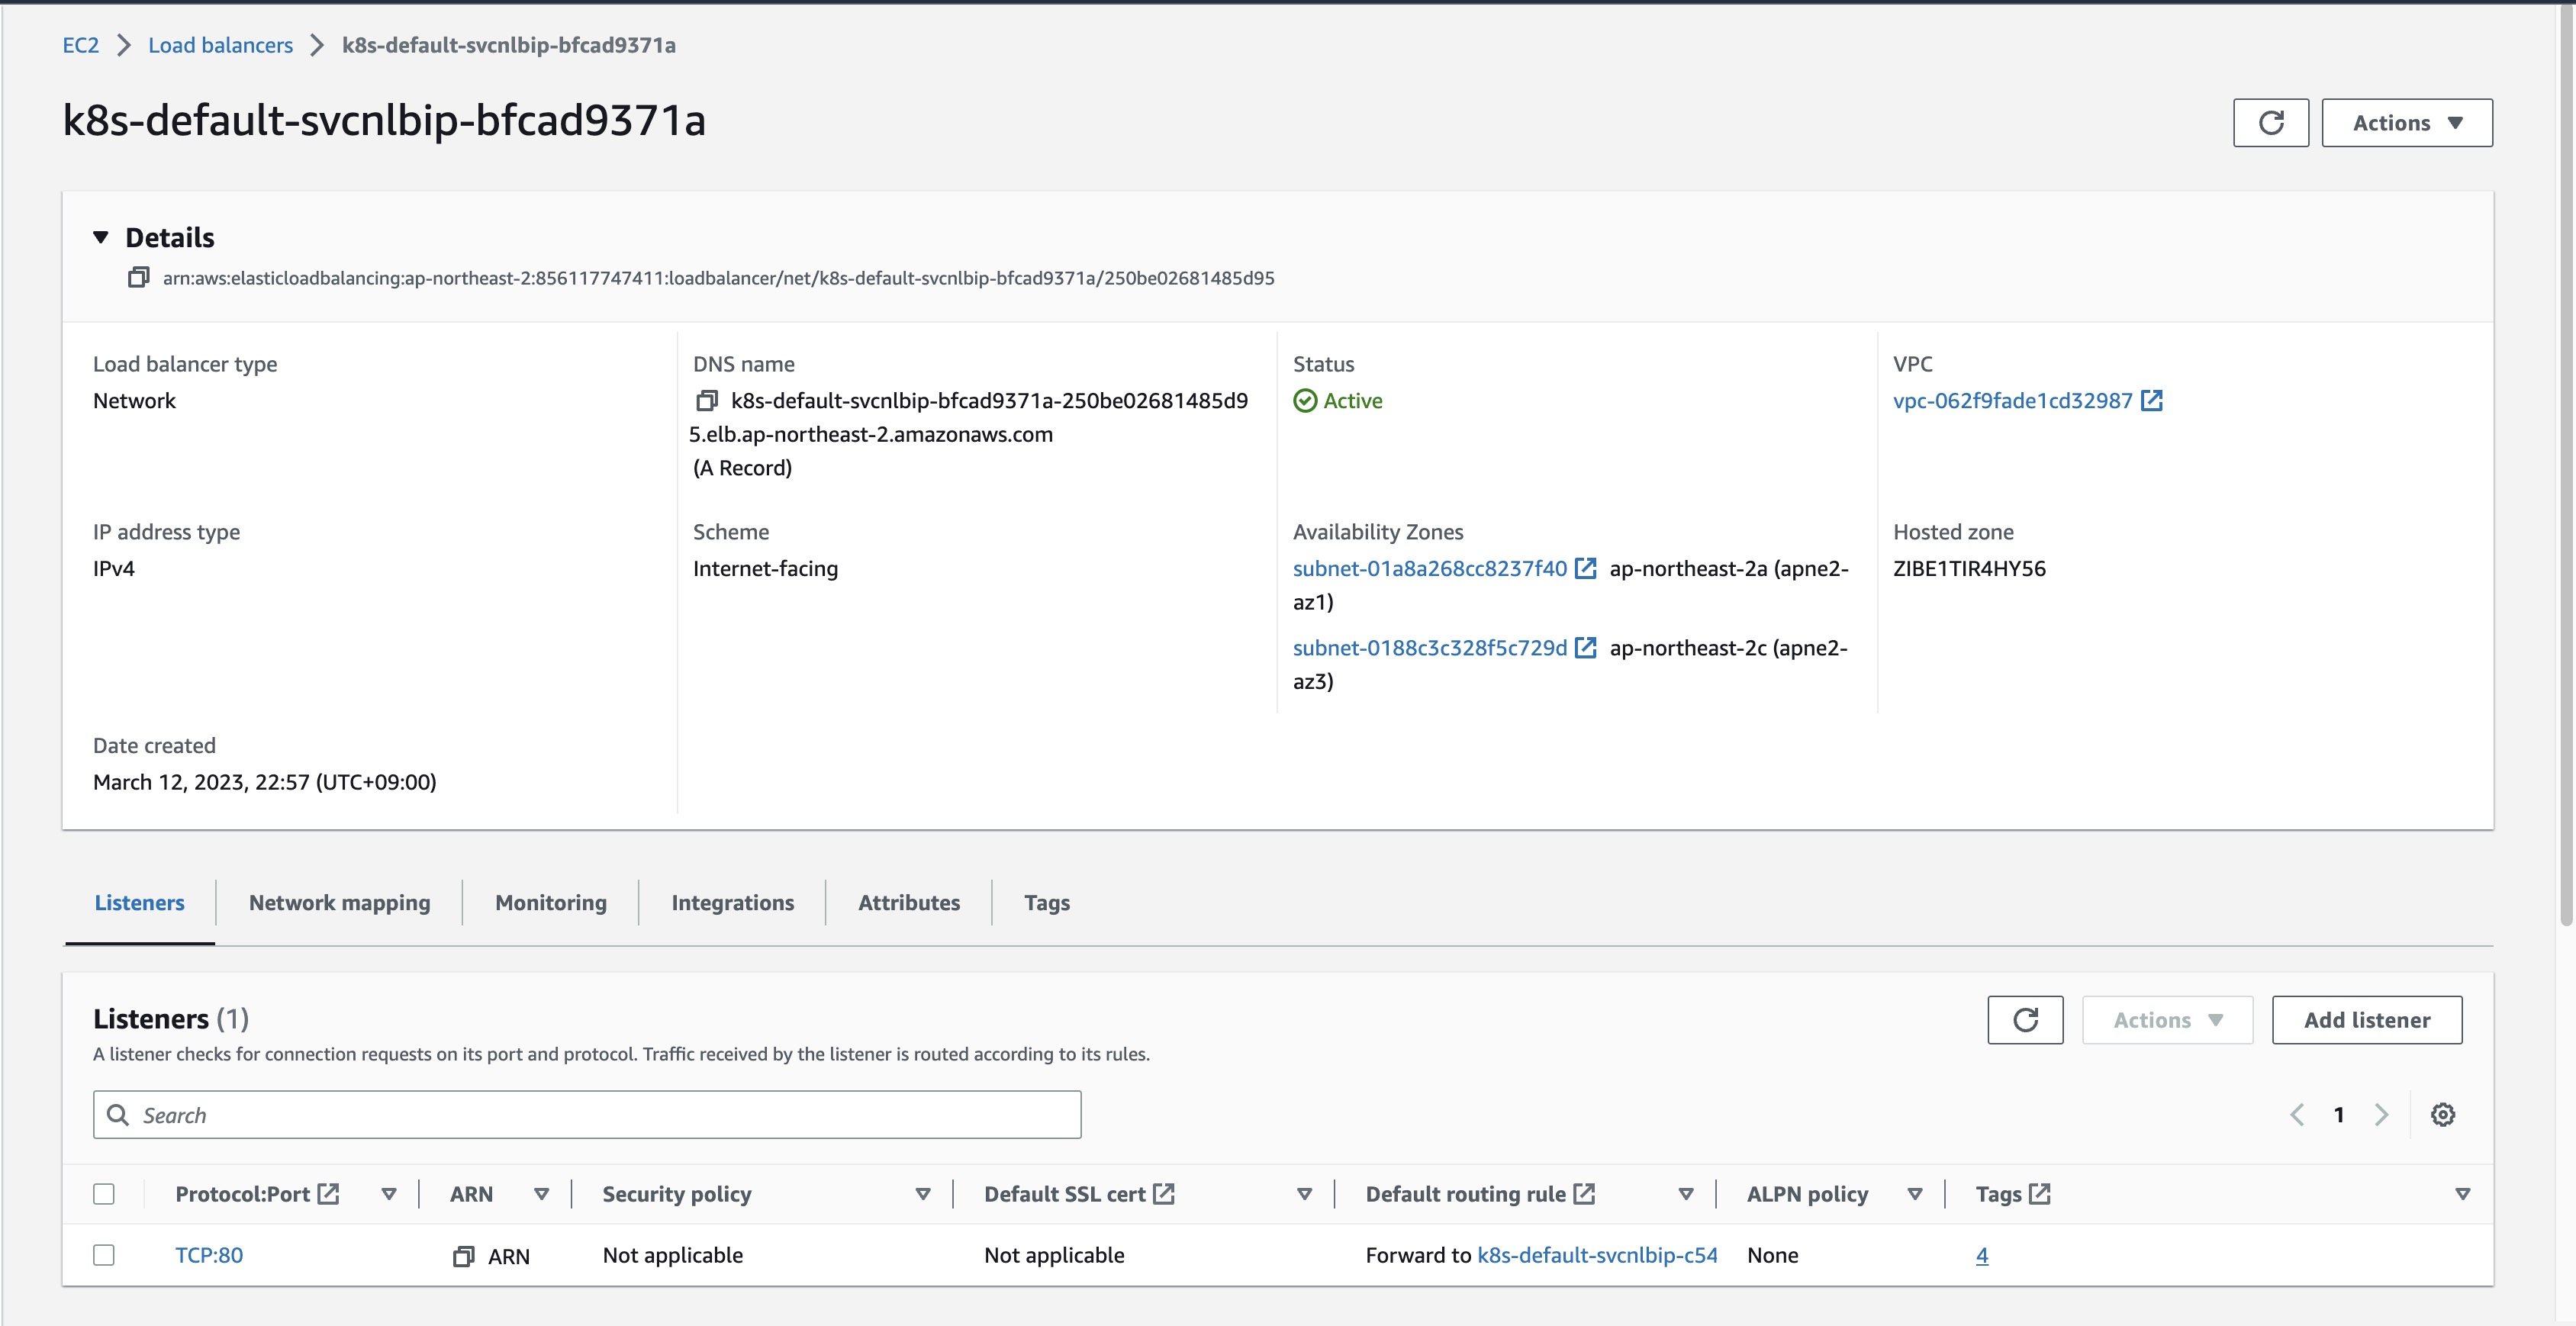 EC2 > Load balancers > k8s-default-svcnlbip-bfcad9371a
k8s-default-svcnlbip-bfcad9371a
Actions
Details
arn:aws:elasticloadbalancing:ap-northeast-2:856117747411:loadbalancer/net/k8s-default-svcnlbip-bfcad9371a/250be02681485d95
Load balancer type
Network
DNS name
k8s-default-svcnlbip-bfcad9371a-250be02681485d9
5.elb.ap-northeast-2.amazonaws.com
(A Record)
Status
Active
VPC
vpc-062f9fade1cd32987
IP address type
IPv4
Scheme
Internet-facing
Availability Zones
subnet-01a8a268cc8237f40 ap-northeast-2a (apne2-
az1)
subnet-0188c3c328f5c729d ap-northeast-2c (apne2-
az3)
Hosted zone
ZIBE1TIR4HY56
Date created
March 12, 2023, 22:57 (UTC+09:00)
Listeners Network mapping Monitoring Integrations Attributes Tags
Listeners (1)
Actions Add listener
A listener checks for connection requests on its port and protocol. Traffic received by the listener is routed according to its rules.
Search
1
Protocol:Port ARN Security policy Default SSL cert Default routing rule ALPN policy Tags
TCP:80 ARN Not applicable Not applicable Forward to k8s-default-svcnlbip-c54 None 4